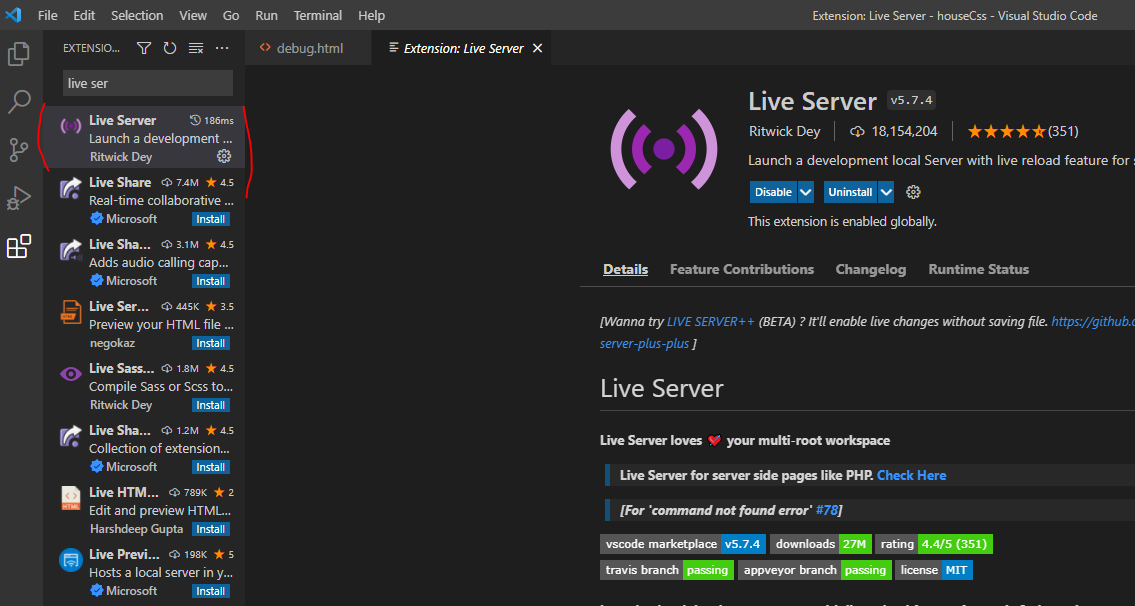 File Edit Selection View Go Run Terminal Help
Extension: Live Server - houseCss - Visual Studio Code
EXTENSIO...
debug.html
Extension: Live Server
live ser
Live Server 186ms
Launch a development ...
Ritwick Dey
Live Share 7.4M 4.5
Real-time collaborative ...
Microsoft Install
Live Sha... 3.1M 4.5
Adds audio calling cap...
Microsoft Install
Live Ser... 445K 3.5
Preview your HTML file ...
negokaz Install
Live Sass... 1.8M 4.5
Compile Sass or Scss to...
Ritwick Dey Install
Live Sha... 1.2M 4.5
Collection of extension...
Microsoft Install
Live HTM... 789K 2
Edit and preview HTML...
Harshdeep Gupta Install
Live Previ... 198K 5
Hosts a local server in y...
Microsoft Install
Live Server v5.7.4
Ritwick Dey 18,154,204 (351)
Launch a development local Server with live reload feature for s
Disable Uninstall
This extension is enabled globally.
Details Feature Contributions Changelog Runtime Status
[Wanna try LIVE SERVER++ (BETA) ? It'll enable live changes without saving file. https://github.c
server-plus-plus ]
Live Server
Live Server loves your multi-root workspace
Live Server for server side pages like PHP. Check Here
[For 'command not found error' #78]
vscode marketplace v5.7.4 downloads 27M rating 4.4/5 (351)
travis branch passing appveyor branch passing license MIT